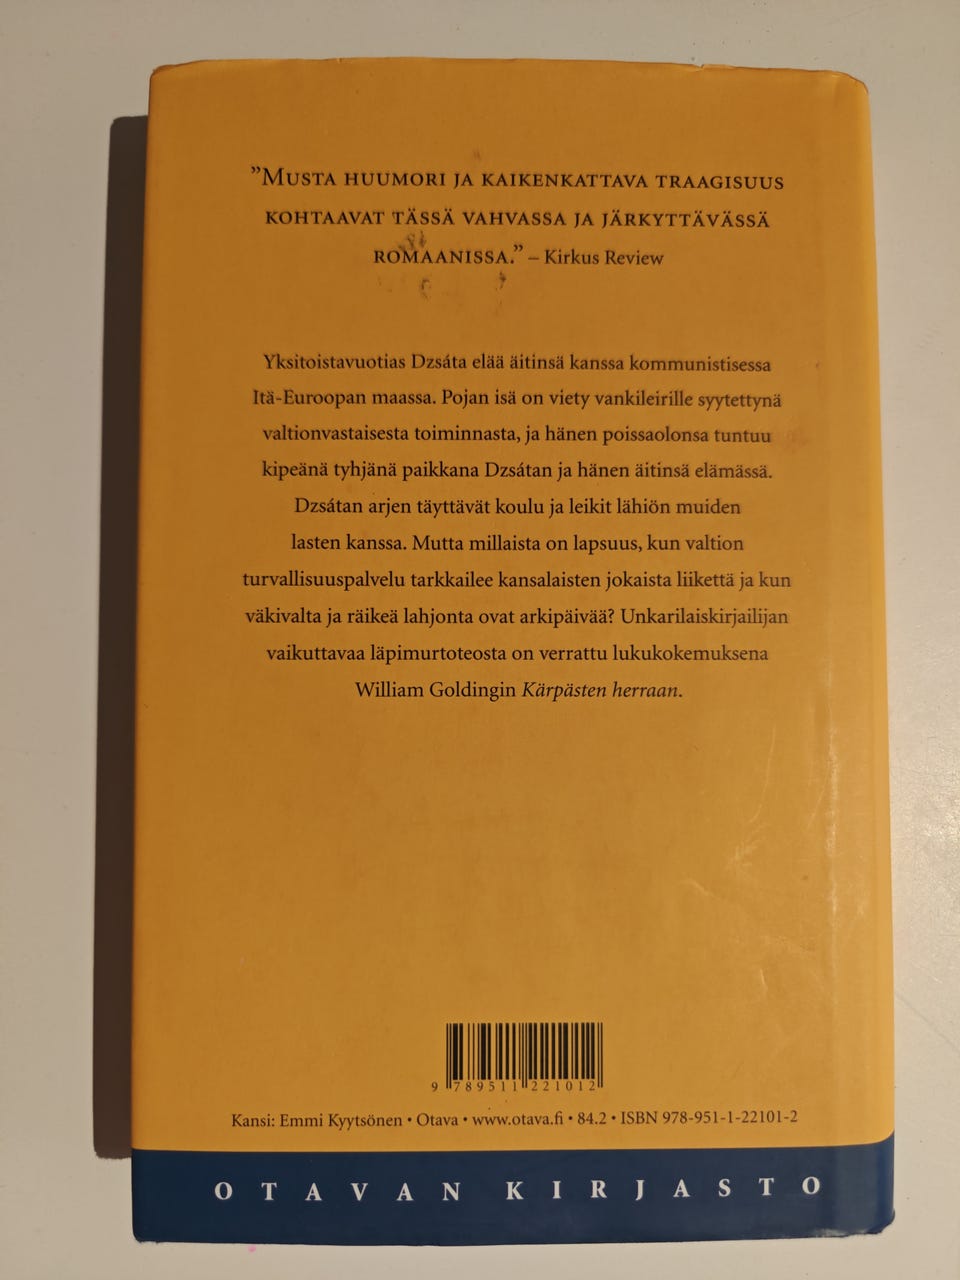 ”Musta huumori ja kaikenkattava traagisuus
kohtaavat tässä vahvassa ja järkyttävässä
romaanissa.” – Kirkus Review
Yksitoistavuotias Dzsáta elää äitinsä kanssa kommunistisessa
Itä-Euroopan maassa. Pojan isä on viety vankileirille syytettynä
valtionvastaisesta toiminnasta, ja hänen poissaolonsa tuntuu
kipeänä tyhjänä paikkana Dzsátan ja hänen äitinsä elämässä.
Dzsátan arjen täyttävät koulu ja leikit lähiön muiden
lasten kanssa. Mutta millaista on lapsuus, kun valtion
turvallisuuspalvelu tarkkailee kansalaisten jokaista liikettä ja kun
väkivalta ja räikeä lahjonta ovat arkipäivää? Unkarilaiskirjailijan
vaikuttavaa läpimurtoteosta on verrattu lukukokemuksena
William Goldingin Kärpästen herraan.
9 789511 221012
Kansi: Emmi Kyytsönen • Otava • www.otava.fi • 84.2 • ISBN 978-951-1-22101-2
OTAVAN KIRJASTO